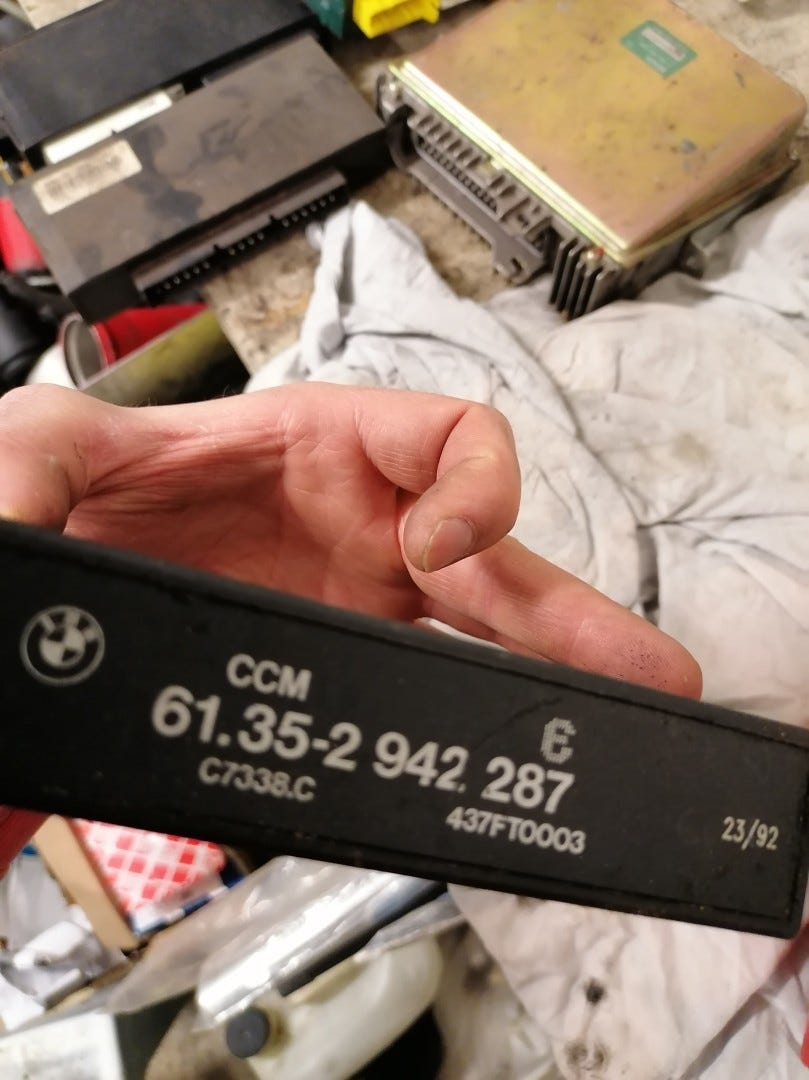 CCM
61.35-2 942 287
C7338.C
437FT0003
23/92